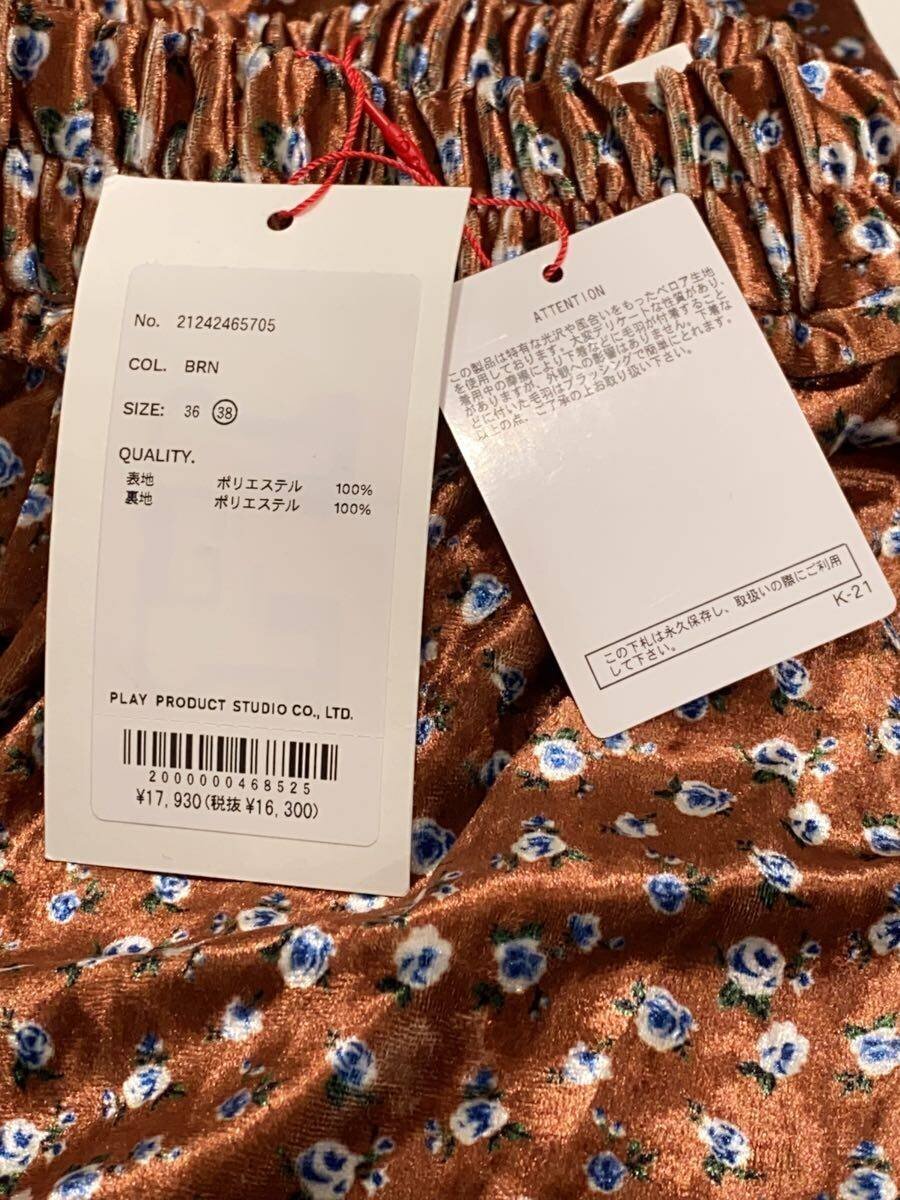 No. 21242465705
COL. BRN
SIZE: 36 38
QUALITY.
表地 ポリエステル 100%
裏地 ポリエステル 100%
PLAY PRODUCT STUDIO CO., LTD.
2000000468525
¥17,930(税抜¥16,300)
ATTENTION
この製品は特有な光沢や風合いをもったベロア生地
を使用しております。大変デリケートな性質があり、
着用中の摩擦により下着などに毛羽が付着すること
がありますが、外観への影響はありません。下着な
どに付いた毛羽はブラッシングで簡単にとれます。
以上の点、ご了承の上お取り扱い下さい。
この下札は永久保存し、取扱いの際にご利用
して下さい。
K-21